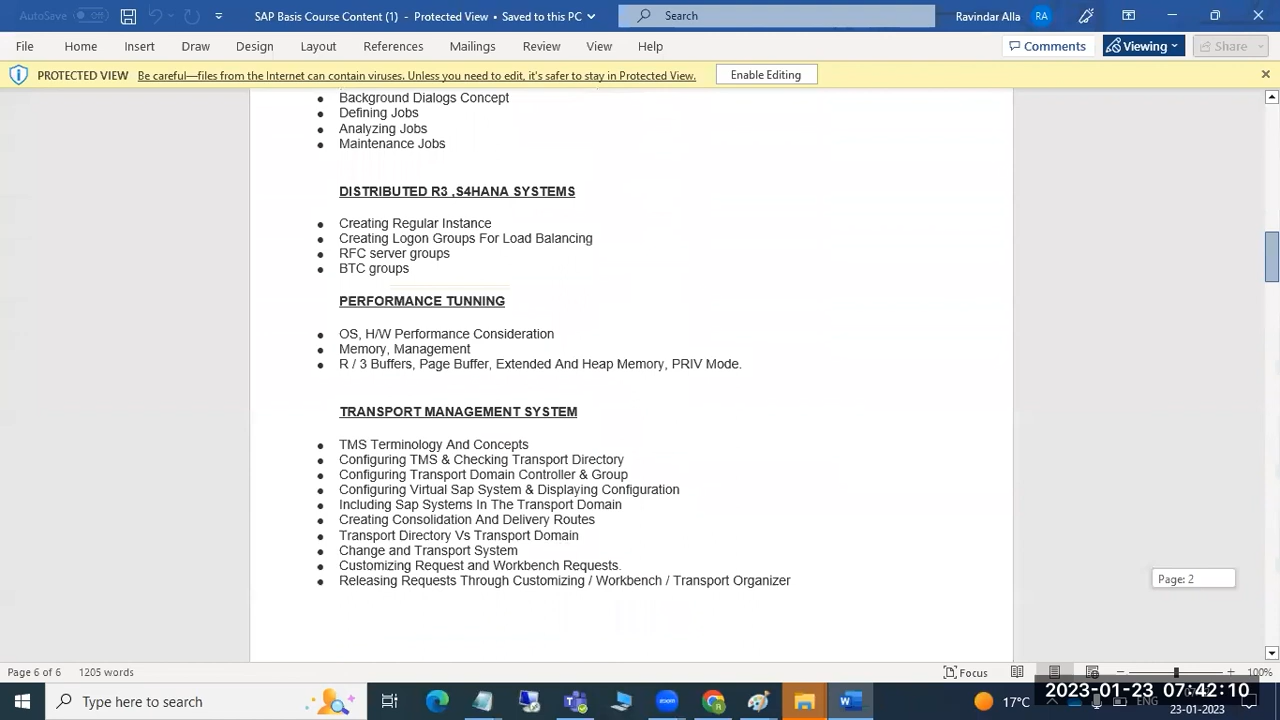 AutoSave Off SAP Basis Course Content (1) - Protected View • Saved to this PC Search Ravindar Alla RA
File Home Insert Draw Design Layout References Mailings Review View Help Comments Viewing Share
PROTECTED VIEW Be careful—files from the Internet can contain viruses. Unless you need to edit, it's safer to stay in Protected View. Enable Editing
• Background Dialogs Concept
• Defining Jobs
• Analyzing Jobs
• Maintenance Jobs
DISTRIBUTED R3 ,S4HANA SYSTEMS
• Creating Regular Instance
• Creating Logon Groups For Load Balancing
• RFC server groups
• BTC groups
PERFORMANCE TUNNING
• OS, H/W Performance Consideration
• Memory, Management
• R / 3 Buffers, Page Buffer, Extended And Heap Memory, PRIV Mode.
TRANSPORT MANAGEMENT SYSTEM
• TMS Terminology And Concepts
• Configuring TMS & Checking Transport Directory
• Configuring Transport Domain Controller & Group
• Configuring Virtual Sap System & Displaying Configuration
• Including Sap Systems In The Transport Domain
• Creating Consolidation And Delivery Routes
• Transport Directory Vs Transport Domain
• Change and Transport System
• Customizing Request and Workbench Requests.
• Releasing Requests Through Customizing / Workbench / Transport Organizer
Page: 2
Page 6 of 6 1205 words Focus 100%
Type here to search 17°C 2023-01-23 07:42:10
ENG 23-01-2023